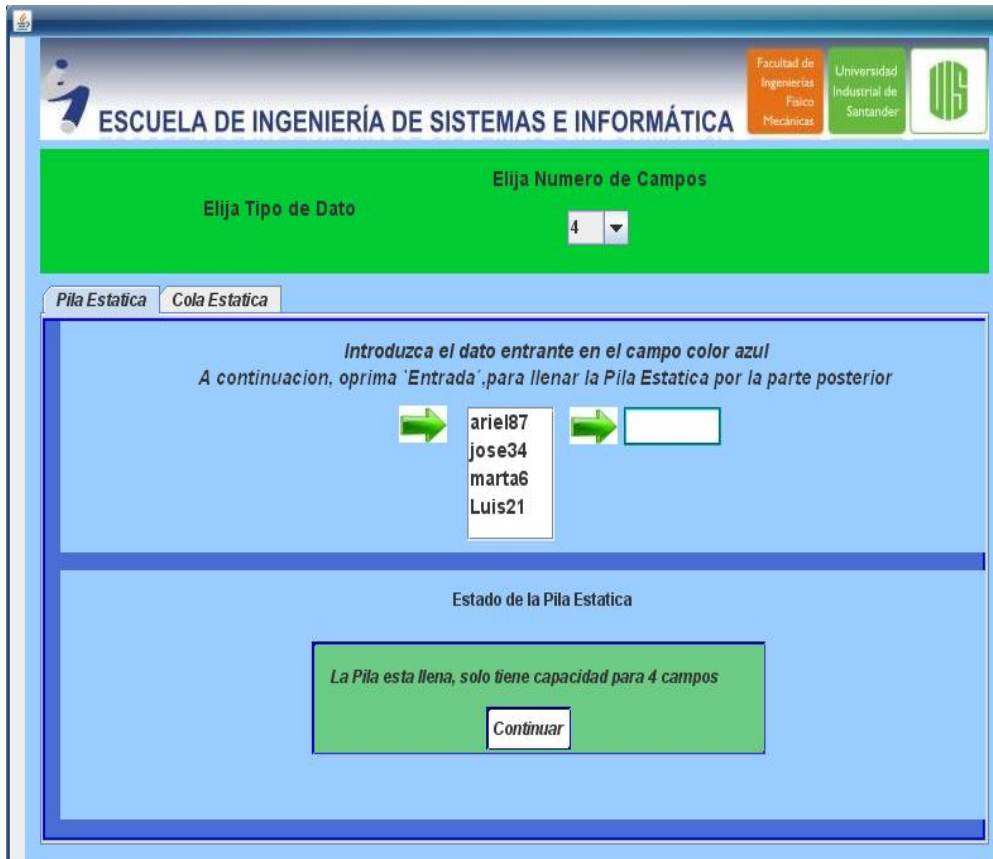 ESCUELA DE INGENIERÍA DE SISTEMAS E INFORMÁTICA
Facultad de
Ingenierías
Físico
Mecánicas
Universidad
Industrial de
Santander
UIS
Elija Tipo de Dato
Elija Numero de Campos
4
Pila Estatica
Cola Estatica
Introduzca el dato entrante en el campo color azul
A continuacion, oprima `Entrada´,para llenar la Pila Estatica por la parte posterior
ariel87
jose34
marta6
Luis21
Estado de la Pila Estatica
La Pila esta llena, solo tiene capacidad para 4 campos
Continuar